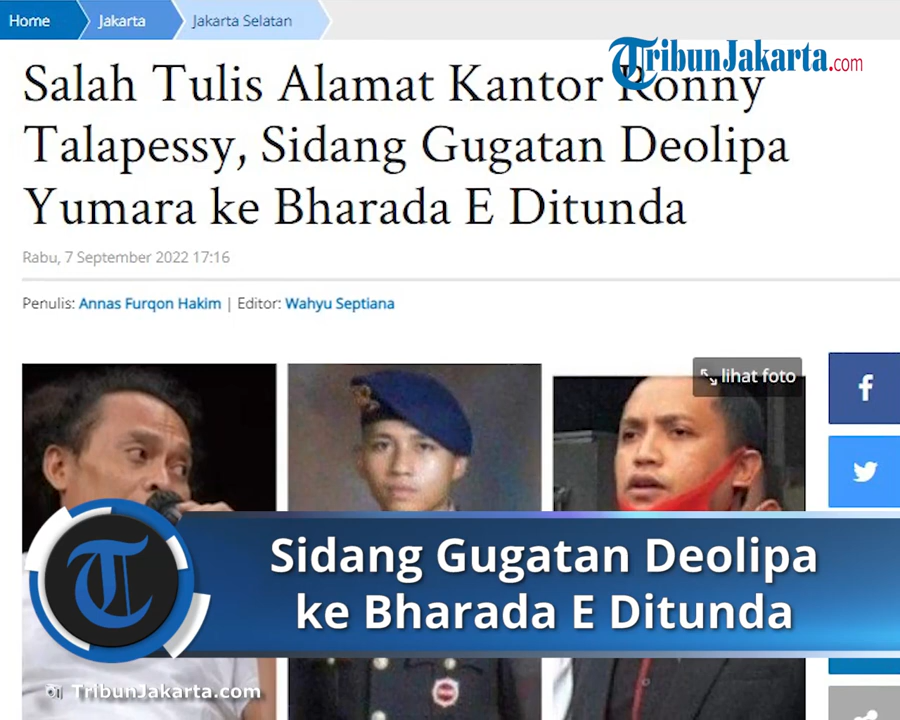 Home Jakarta Jakarta Selatan
TribunJakarta.com
Salah Tulis Alamat Kantor Ronny
Talapessy, Sidang Gugatan Deolipa
Yumara ke Bharada E Ditunda
Rabu, 7 September 2022 17:16
Penulis: Annas Furqon Hakim | Editor: Wahyu Septiana
lihat foto
Sidang Gugatan Deolipa
ke Bharada E Ditunda
TribunJakarta.com